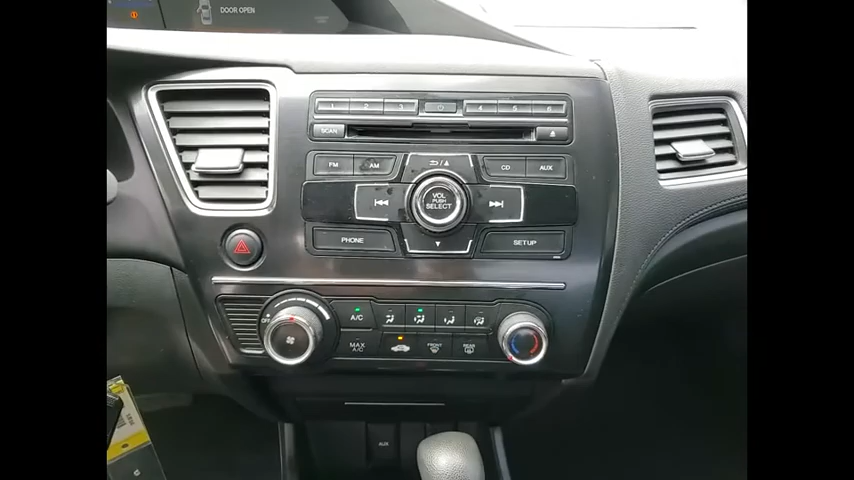 DOOR OPEN
1 2 3 4 5 6
SCAN
FM AM CD AUX
VOL
PUSH
SELECT
PHONE SETUP
OFF A/C
MAX
A/C
FRONT
REAR
AUX